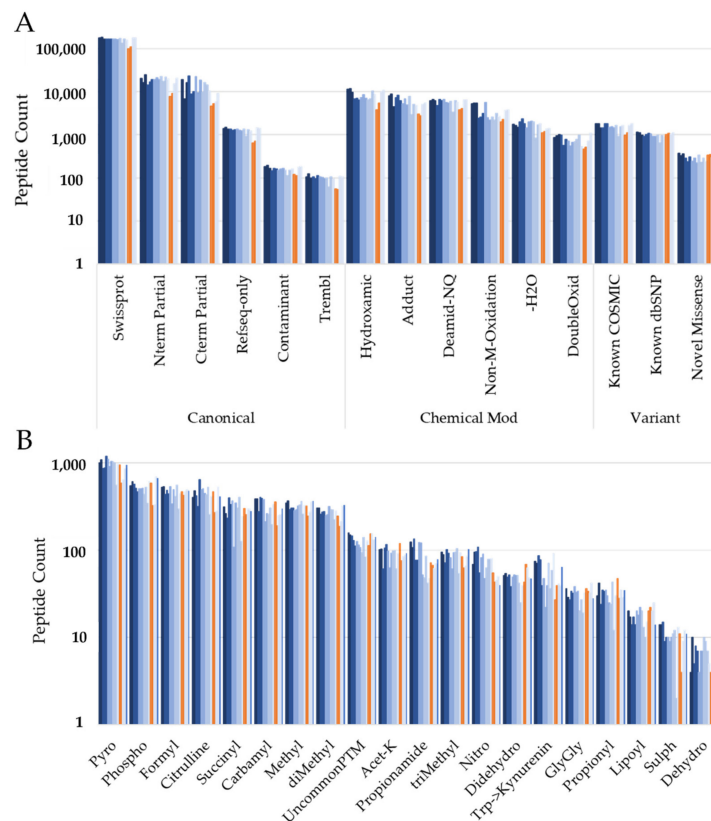 A
Peptide Count
100,000
10,000
1,000
100
10
1
Swissprot
Nterm Partial
Cterm Partial
Refseq-only
Contaminant
Trembl
Hydroxamic
Adduct
Deamid-NQ
Non-M-Oxidation
-H2O
DoubleOxid
Known COSMIC
Known dbSNP
Novel Missense
Canonical
Chemical Mod
Variant
B
Peptide Count
1,000
100
10
1
Pyro
Phospho
Formyl
Citrulline
Succinyl
Carbamyl
Methyl
diMethyl
UncommonPTM
Acet-K
Propionamide
triMethyl
Nitro
Didehydro
Trp->Kynurenin
GlyGly
Propionyl
Lipoyl
Sulph
Dehydro